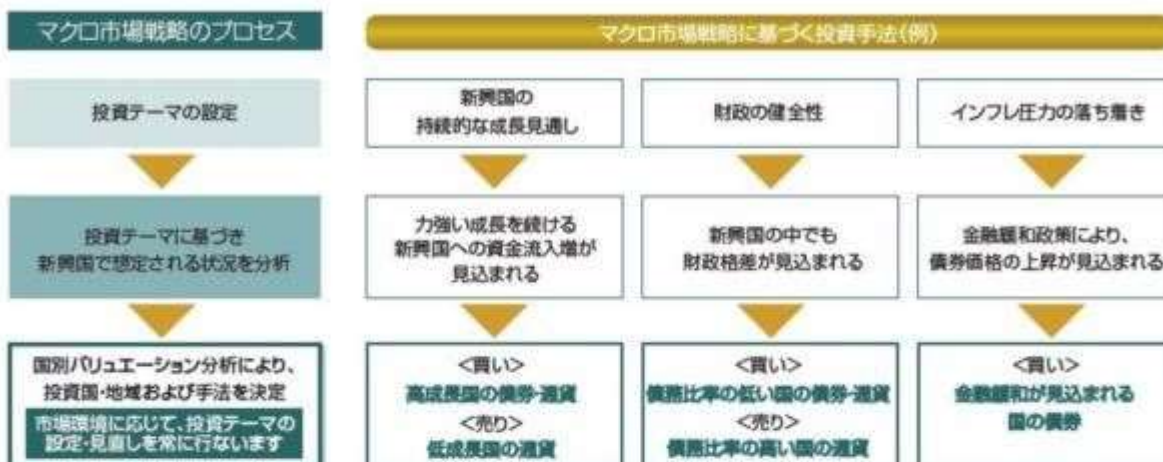 マクロ市場戦略のプロセス
マクロ市場戦略に基づく投資手法(例)
投資テーマの設定
新興国の
持続的な成長見通し
財政の健全性
インフレ圧力の落ち着き
投資テーマに基づき
新興国で想定される状況を分析
力強い成長を続ける
新興国への資金流入増が
見込まれる
新興国の中でも
財政格差が見込まれる
金融緩和政策により、
債券価格の上昇が見込まれる
国別バリュエーション分析により、
投資国・地域および手法を決定
市場環境に応じて、投資テーマの
設定・見直しを常に行ないます
<買い>
高成長国の債券・通貨
<売り>
低成長国の通貨
<買い>
債務比率の低い国の債券・通貨
<売り>
債務比率の高い国の通貨
<買い>
金融緩和が見込まれる
国の債券